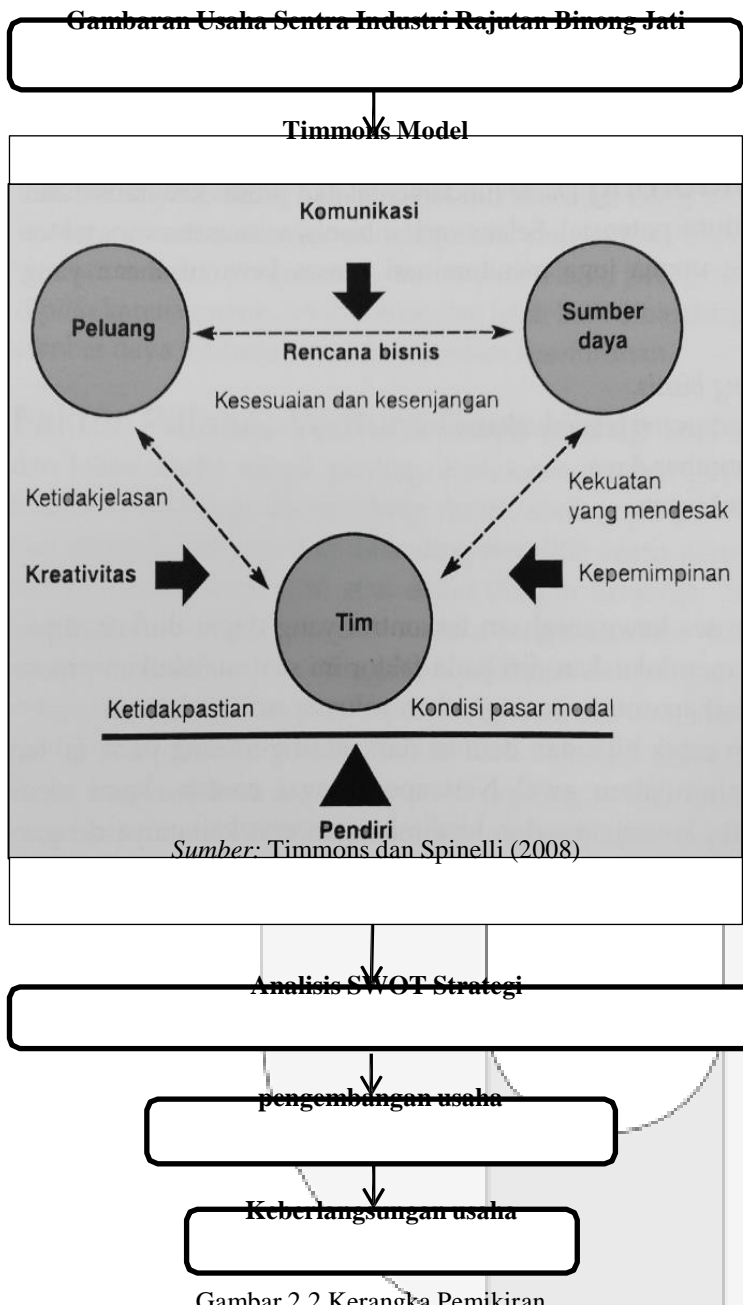 Gambaran Usaha Sentra Industri Rajutan Binong Jati
Timmons Model
Komunikasi
Peluang
Sumber
daya
Rencana bisnis
Kesesuaian dan kesenjangan
Ketidakjelasan
Kekuatan
yang mendesak
Kreativitas
Kepemimpinan
Tim
Ketidakpastian
Kondisi pasar modal
Pendiri
Sumber: Timmons dan Spinelli (2008)
Analisis SWOT Strategi
pengembangan usaha
Keberlangsungan usaha
Gambar 2.2 Kerangka Pemikiran